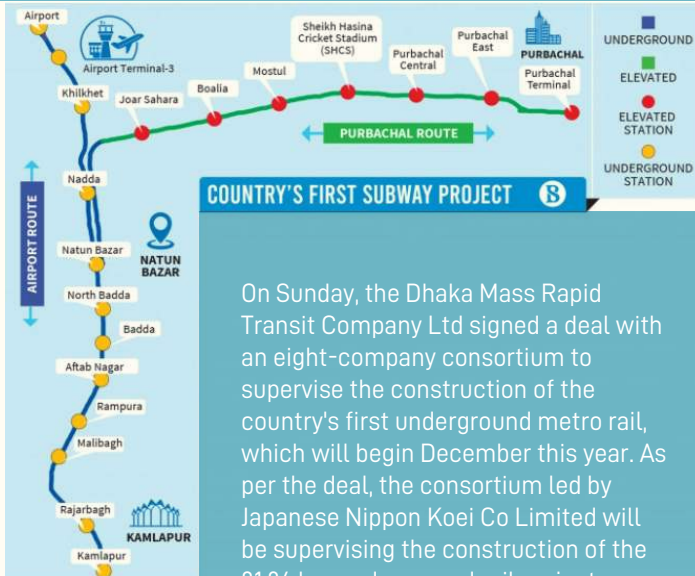 Airport
Airport Terminal-3
Khilkhet
Joar Sahara
Boalia
Mostul
Sheikh Hasina
Cricket Stadium
(SHCS)
Purbachal
Central
Purbachal
East
PURBACHAL
Purbachal
Terminal
UNDERGROUND
ELEVATED
ELEVATED
STATION
UNDERGROUND
STATION
PURBACHAL ROUTE
Nadda
AIRPORT ROUTE
Natun Bazar
NATUN
BAZAR
North Badda
Badda
Aftab Nagar
Rampura
Malibagh
Rajarbagh
KAMLAPUR
Kamlapur
COUNTRY'S FIRST SUBWAY PROJECT
On Sunday, the Dhaka Mass Rapid
Transit Company Ltd signed a deal with
an eight-company consortium to
supervise the construction of the
country's first underground metro rail,
which will begin December this year. As
per the deal, the consortium led by
Japanese Nippon Koei Co Limited will
be supervising the construction of the